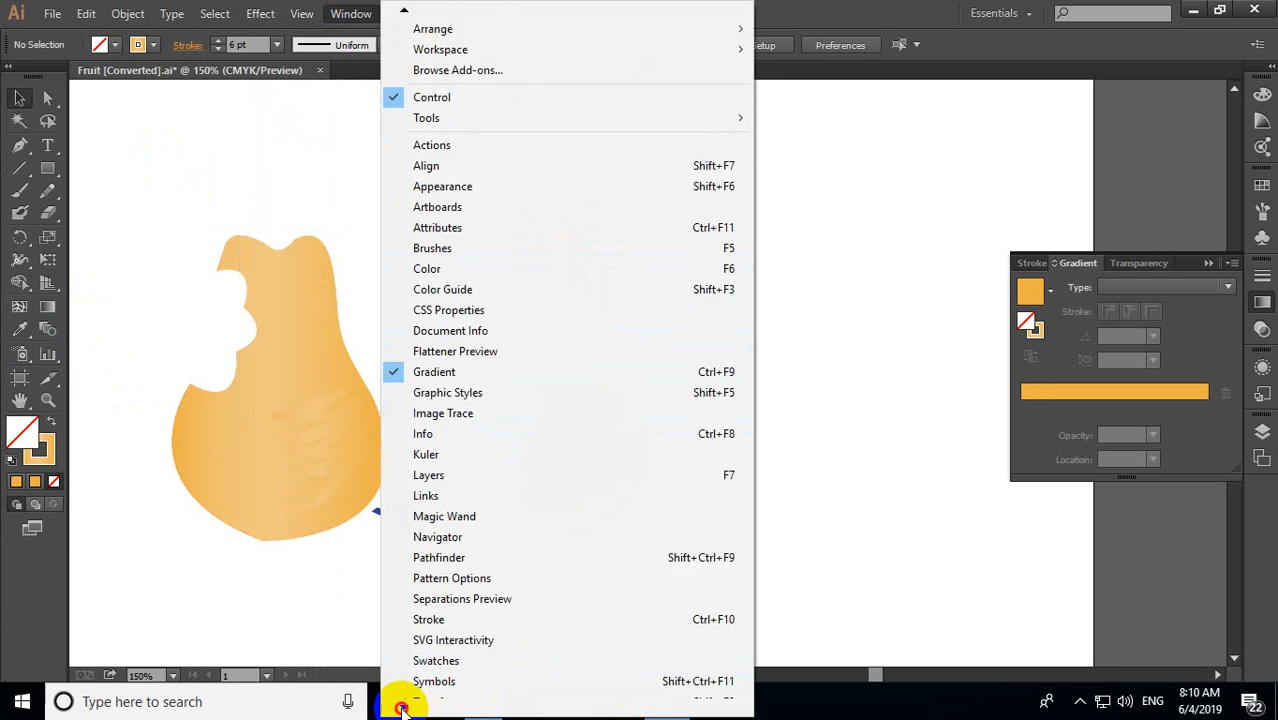 Ai File Edit Object Type Select Effect View Window Essentials
No Selection Stroke: 6 pt Uniform Setup Preferences
Fruit [Converted].ai* @ 150% (CMYK/Preview) ×
Arrange
Workspace
Browse Add-ons...
Control
Tools
Actions
Align Shift+F7
Appearance Shift+F6
Artboards
Attributes Ctrl+F11
Brushes F5
Color F6
Color Guide Shift+F3
CSS Properties
Document Info
Flattener Preview
Gradient Ctrl+F9
Graphic Styles Shift+F5
Image Trace
Info Ctrl+F8
Kuler
Layers F7
Links
Magic Wand
Navigator
Pathfinder Shift+Ctrl+F9
Pattern Options
Separations Preview
Stroke Ctrl+F10
SVG Interactivity
Swatches
Symbols Shift+Ctrl+F11
Stroke Gradient Transparency
Type:
Stroke:
Opacity:
Location:
150% 1
Type here to search
ENG 8:10 AM
6/4/2019 22